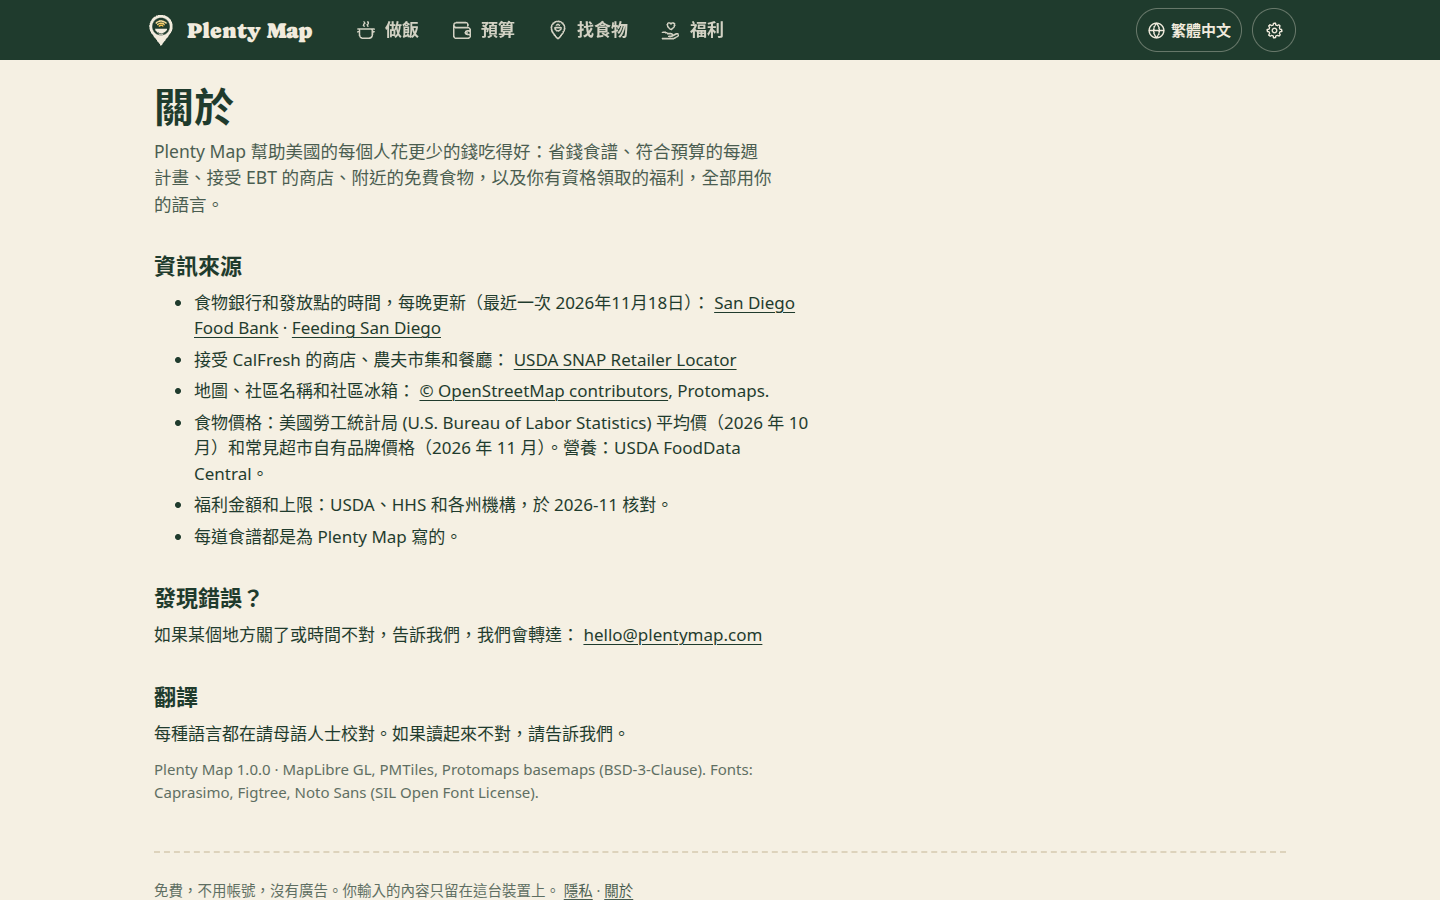 Plenty Map
做飯
預算
找食物
福利
繁體中文
關於
Plenty Map 幫助美國的每個人花更少的錢吃得好：省錢食譜、符合預算的每週
計畫、接受 EBT 的商店、附近的免費食物，以及你有資格領取的福利，全部用你
的語言。
資訊來源
食物銀行和發放點的時間，每晚更新（最近一次 2026年11月18日）： San Diego
Food Bank · Feeding San Diego
接受 CalFresh 的商店、農夫市集和餐廳： USDA SNAP Retailer Locator
地圖、社區名稱和社區冰箱： © OpenStreetMap contributors, Protomaps.
食物價格：美國勞工統計局 (U.S. Bureau of Labor Statistics) 平均價（2026 年 10
月）和常見超市自有品牌價格（2026 年 11 月）。營養：USDA FoodData
Central。
福利金額和上限：USDA、HHS 和各州機構，於 2026-11 核對。
每道食譜都是為 Plenty Map 寫的。
發現錯誤？
如果某個地方關了或時間不對，告訴我們，我們會轉達： hello@plentymap.com
翻譯
每種語言都在請母語人士校對。如果讀起來不對，請告訴我們。
Plenty Map 1.0.0 · MapLibre GL, PMTiles, Protomaps basemaps (BSD-3-Clause). Fonts:
Caprasimo, Figtree, Noto Sans (SIL Open Font License).
免費，不用帳號，沒有廣告。你輸入的內容只留在這台裝置上。 隱私 · 關於